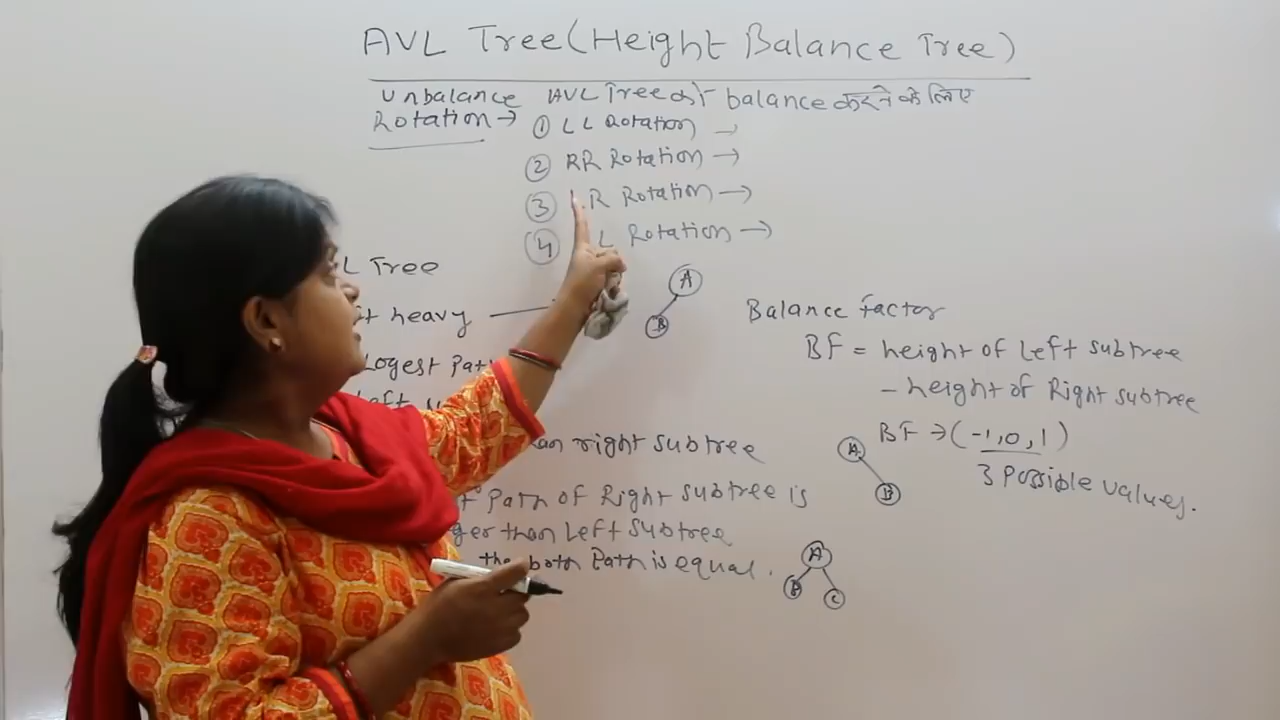 AVL Tree (Height Balance Tree)
Unbalance AVL Tree को balance करने के लिए
Rotation → ① LL Rotation →
② RR Rotation →
③ LR Rotation →
④ L Rotation →
L Tree
ft heavy
A
B
Logest Pat
Left
an right subtree
Path of Right subtree is
ger than Left subtree
the both Path is equal.
Balance factor
BF = height of Left subtree
- height of Right subtree
BF → (-1, 0, 1)
3 Possible values.
A
B
A
B C